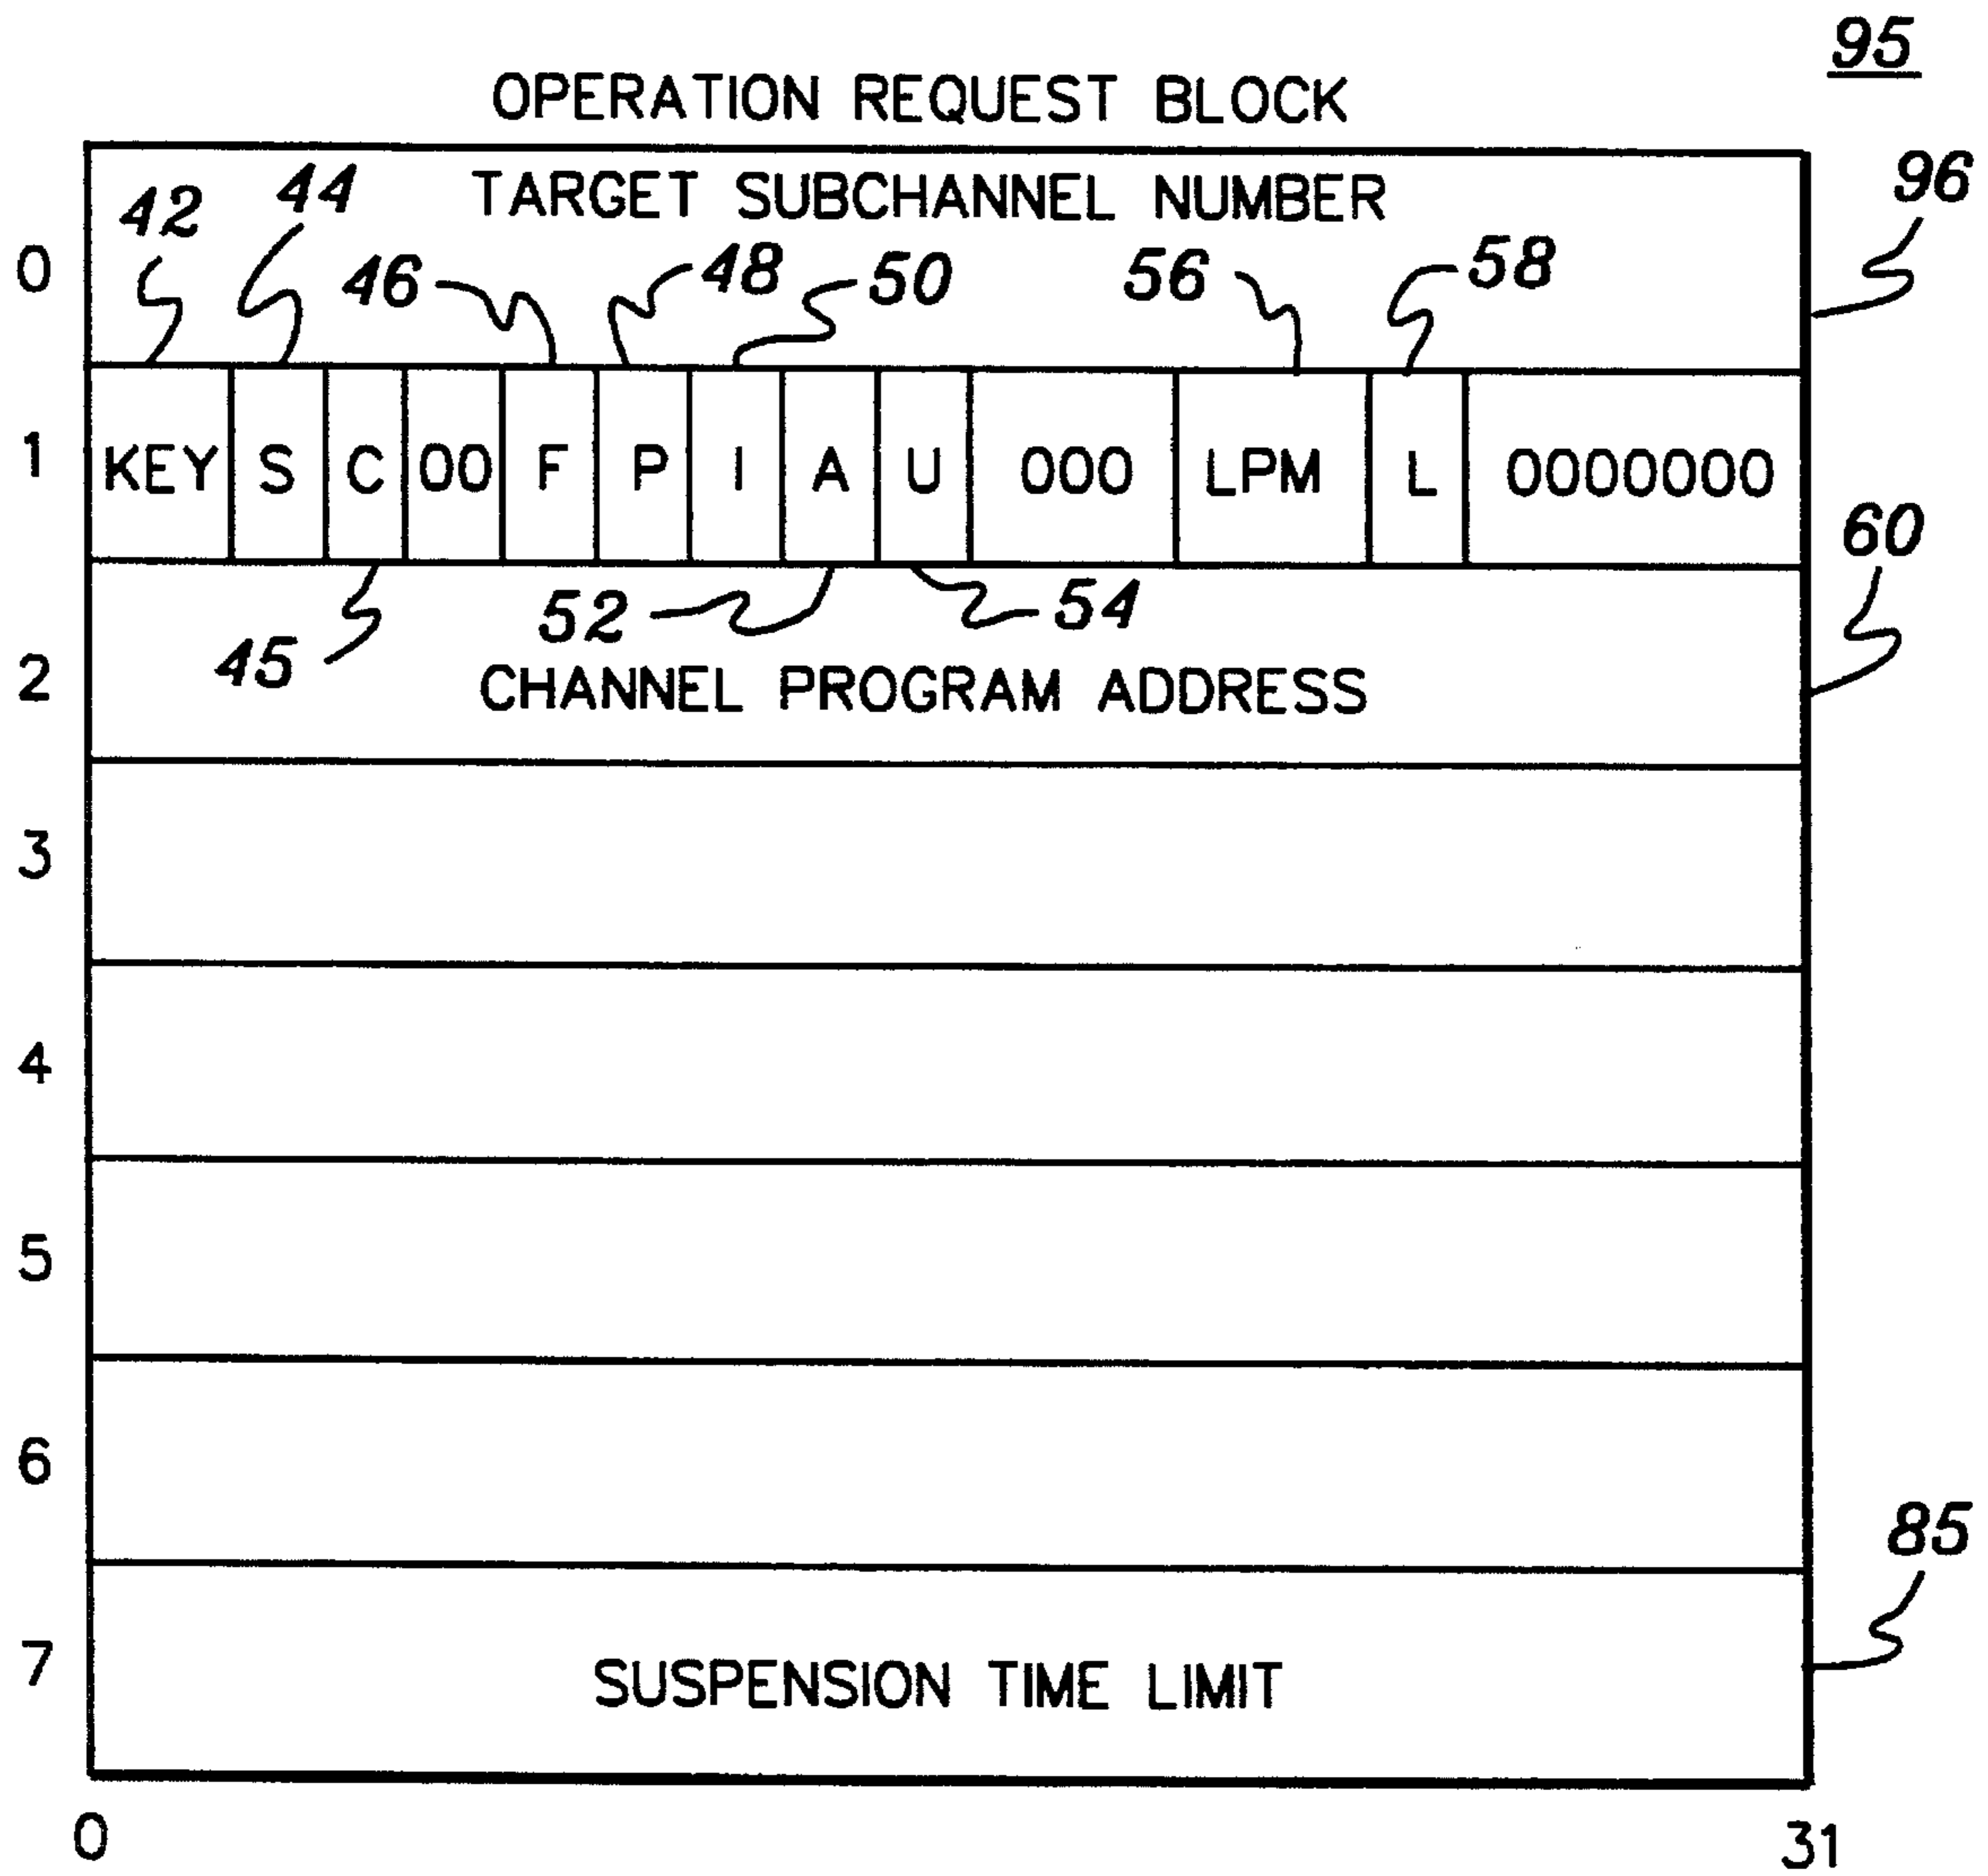 95
OPERATION REQUEST BLOCK
TARGET SUBCHANNEL NUMBER
42 44 96
0 46 48 50 56 58
1 KEY S C 00 F P I A U 000 LPM L 0000000
60
52 54
45
2 CHANNEL PROGRAM ADDRESS
3
4
5
6
85
7 SUSPENSION TIME LIMIT
0 31